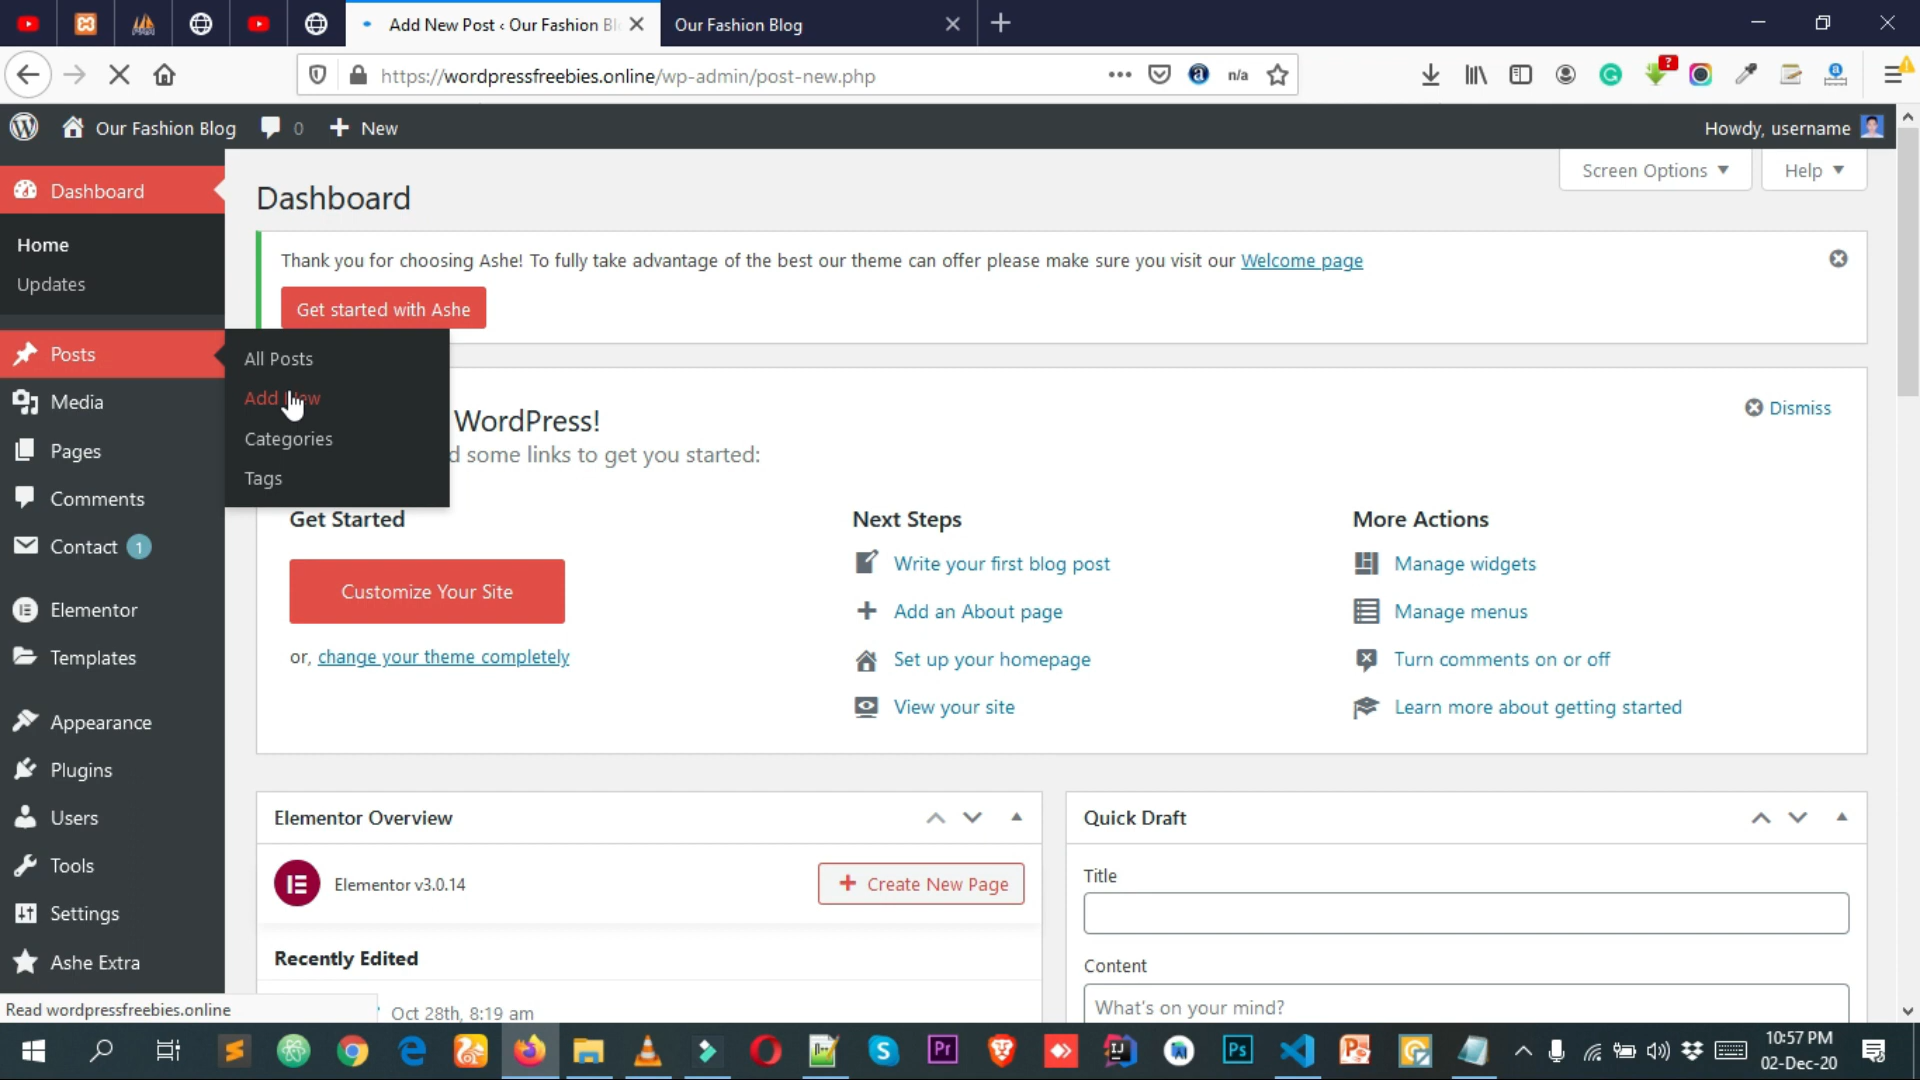 Add New Post ‹ Our Fashion Bl
Our Fashion Blog
https://wordpressfreebies.online/wp-admin/post-new.php
n/a
?
Our Fashion Blog
0
New
Howdy, username
Dashboard
Home
Updates
Posts
Media
Pages
Comments
Contact 1
Elementor
Templates
Appearance
Plugins
Users
Tools
Settings
Ashe Extra
All Posts
Add New
Categories
Tags
Dashboard
Screen Options
Help
Thank you for choosing Ashe! To fully take advantage of the best our theme can offer please make sure you visit our Welcome page
Get started with Ashe
WordPress!
Dismiss
d some links to get you started:
Get Started
Customize Your Site
or, change your theme completely
Next Steps
Write your first blog post
Add an About page
Set up your homepage
View your site
More Actions
Manage widgets
Manage menus
Turn comments on or off
Learn more about getting started
Elementor Overview
Elementor v3.0.14
Create New Page
Recently Edited
Oct 28th, 8:19 am
Quick Draft
Title
Content
What's on your mind?
Read wordpressfreebies.online
Pr
Ps
10:57 PM
02-Dec-20